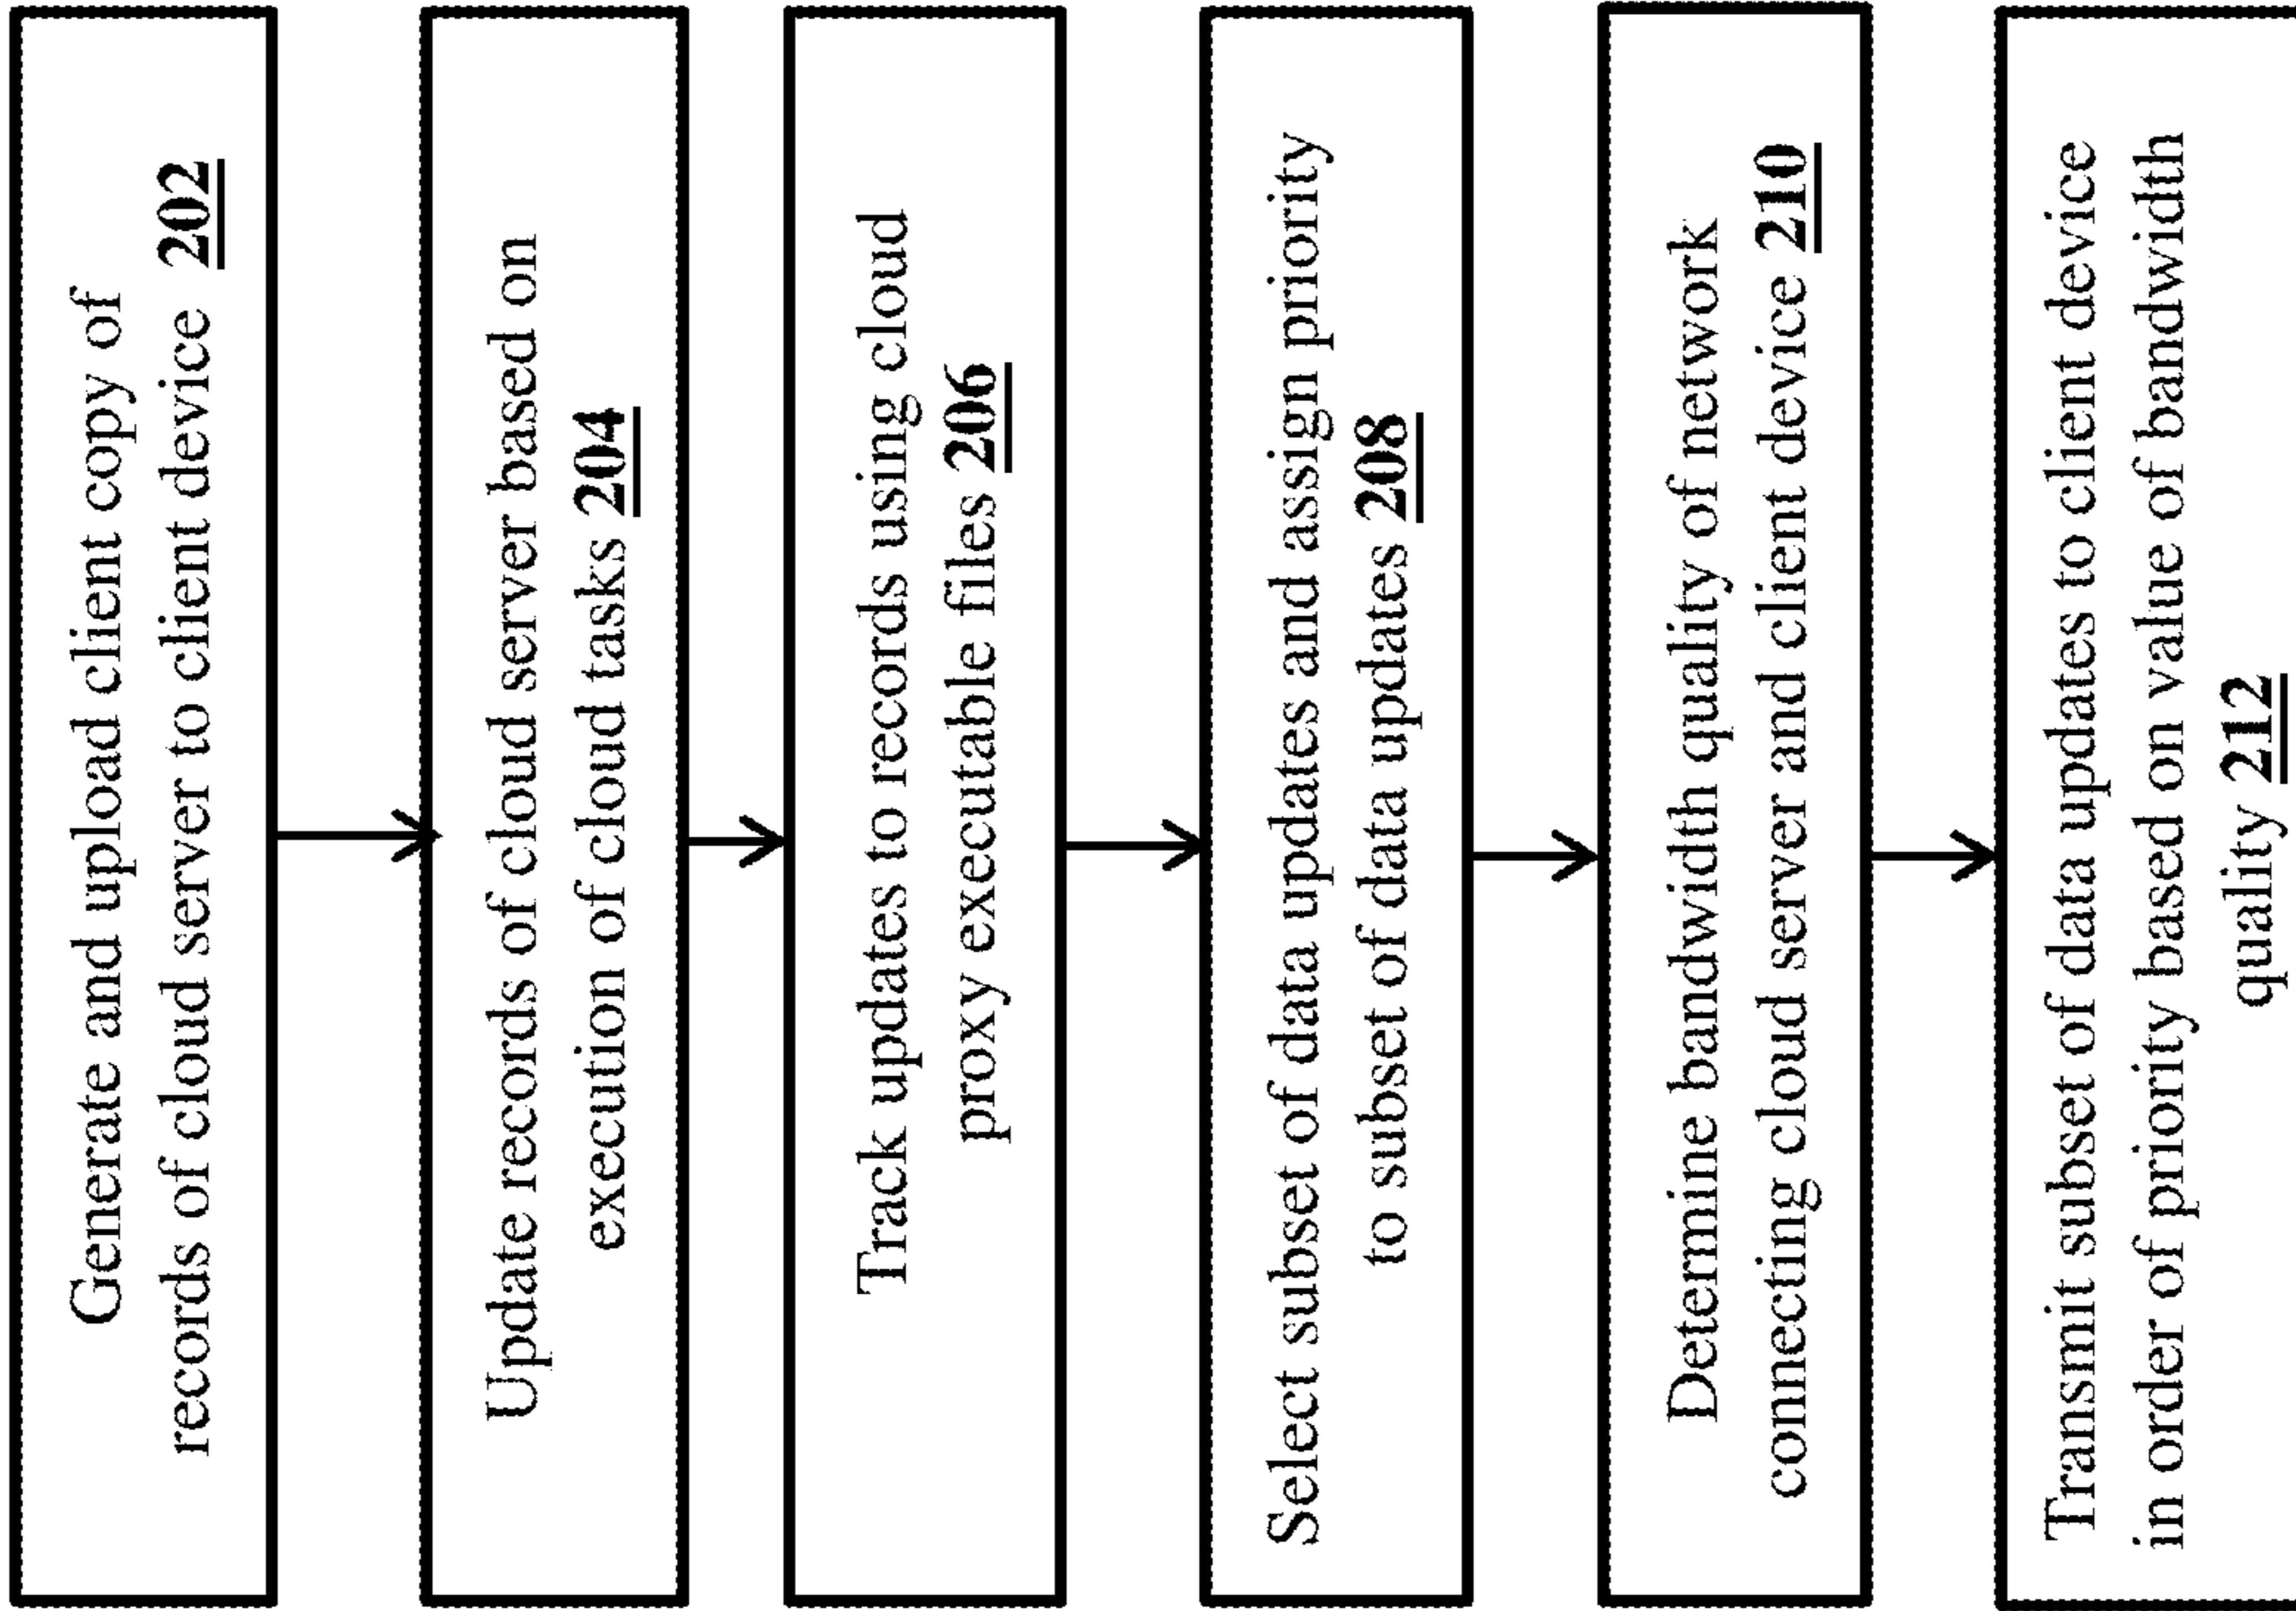 Generate and upload client copy of
records of cloud server to client device 202
Update records of cloud server based on
execution of cloud tasks 204
Track updates to records using cloud
proxy executable files 206
Select subset of data updates and assign priority
to subset of data updates 208
Determine bandwidth quality of network
connecting cloud server and client device 210
Transmit subset of data updates to client device
in order of priority based on value of bandwidth
quality 212